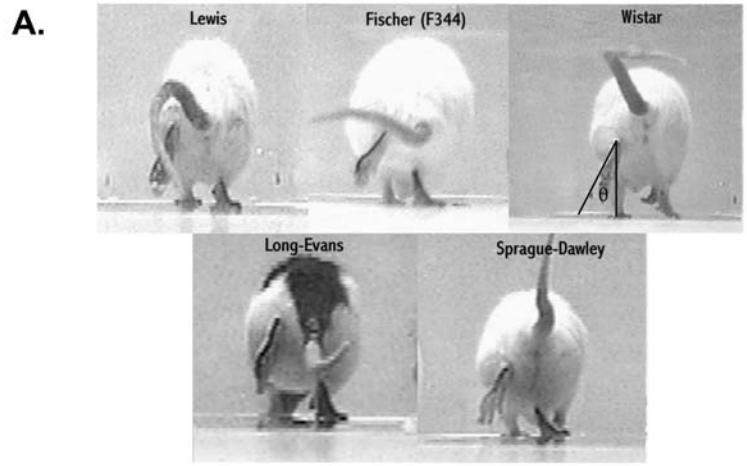 A.
Lewis
Fischer (F344)
Wistar
θ
Long-Evans
Sprague-Dawley